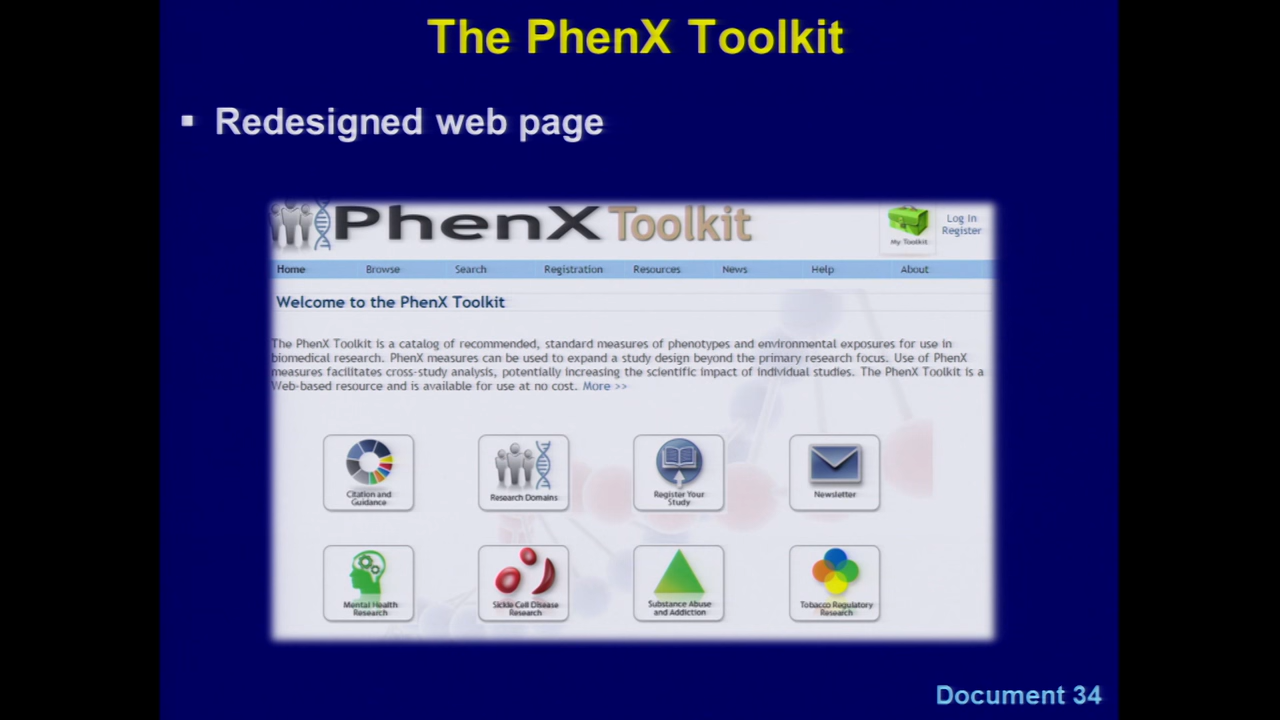 The PhenX Toolkit
▪ Redesigned web page
PhenX Toolkit
My Toolkit
Log In
Register
Home Browse Search Registration Resources News Help About
Welcome to the PhenX Toolkit
The PhenX Toolkit is a catalog of recommended, standard measures of phenotypes and environmental exposures for use in
biomedical research. PhenX measures can be used to expand a study design beyond the primary research focus. Use of PhenX
measures facilitates cross-study analysis, potentially increasing the scientific impact of individual studies. The PhenX Toolkit is a
Web-based resource and is available for use at no cost. More >>
Citation and
Guidance
Research Domains
Register Your
Study
Newsletter
Mental Health
Research
Sickle Cell Disease
Research
Substance Abuse
and Addiction
Tobacco Regulatory
Research
Document 34